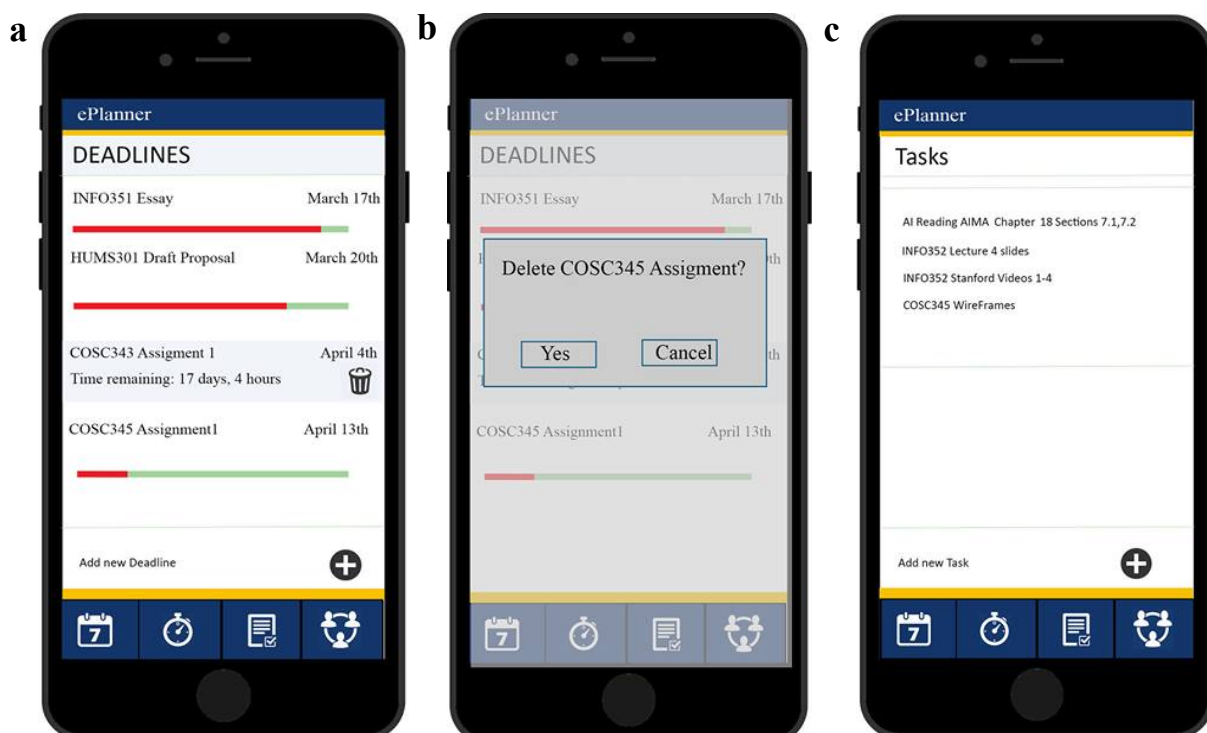 a
ePlanner
DEADLINES
INFO351 Essay March 17th
HUMS301 Draft Proposal March 20th
COSC343 Assigment 1 April 4th
Time remaining: 17 days, 4 hours
COSC345 Assignment1 April 13th
Add new Deadline
7
b
ePlanner
DEADLINES
INFO351 Essay March 17th
Delete COSC345 Assigment?
Yes Cancel
COSC345 Assignment1 April 13th
7
c
ePlanner
Tasks
AI Reading AIMA Chapter 18 Sections 7.1,7.2
INFO352 Lecture 4 slides
INFO352 Stanford Videos 1-4
COSC345 WireFrames
Add new Task
7